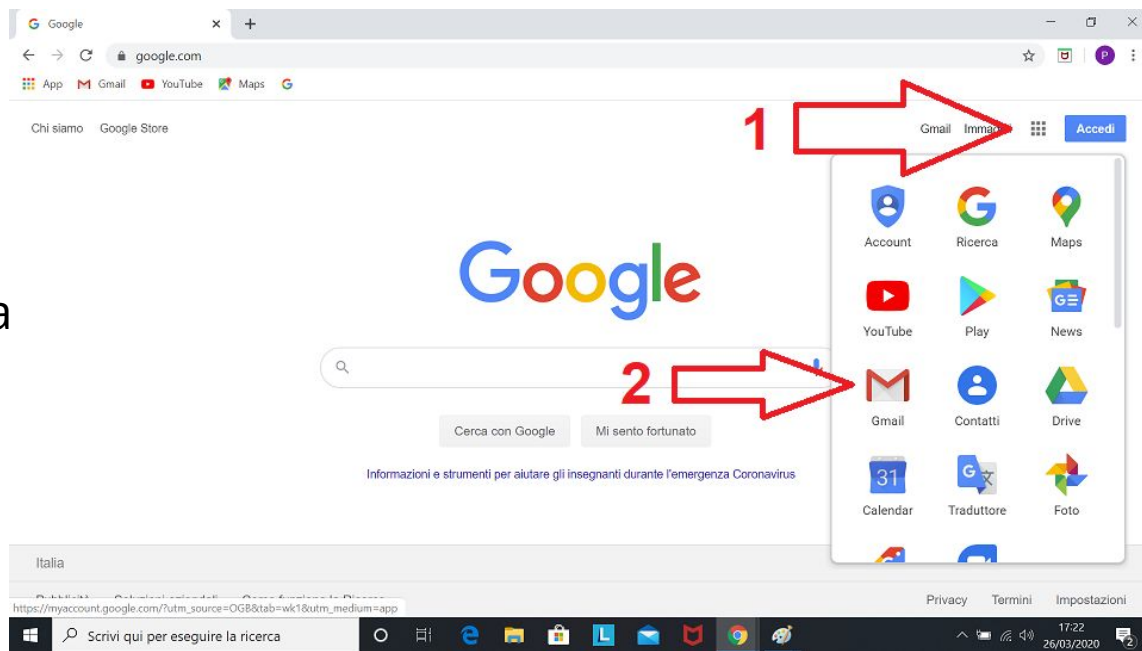 Google
google.com
App Gmail YouTube Maps
Chi siamo Google Store
1
Gmail Immagini Accedi
Account Ricerca Maps
Google
a
YouTube Play News
2
Gmail Contatti Drive
Cerca con Google Mi sento fortunato
Informazioni e strumenti per aiutare gli insegnanti durante l'emergenza Coronavirus
31
Calendar Traduttore Foto
Italia
https://myaccount.google.com/?utm_source=OGB&tab=wk1&utm_medium=app
Privacy Termini Impostazioni
Scrivi qui per eseguire la ricerca
17:22
26/03/2020